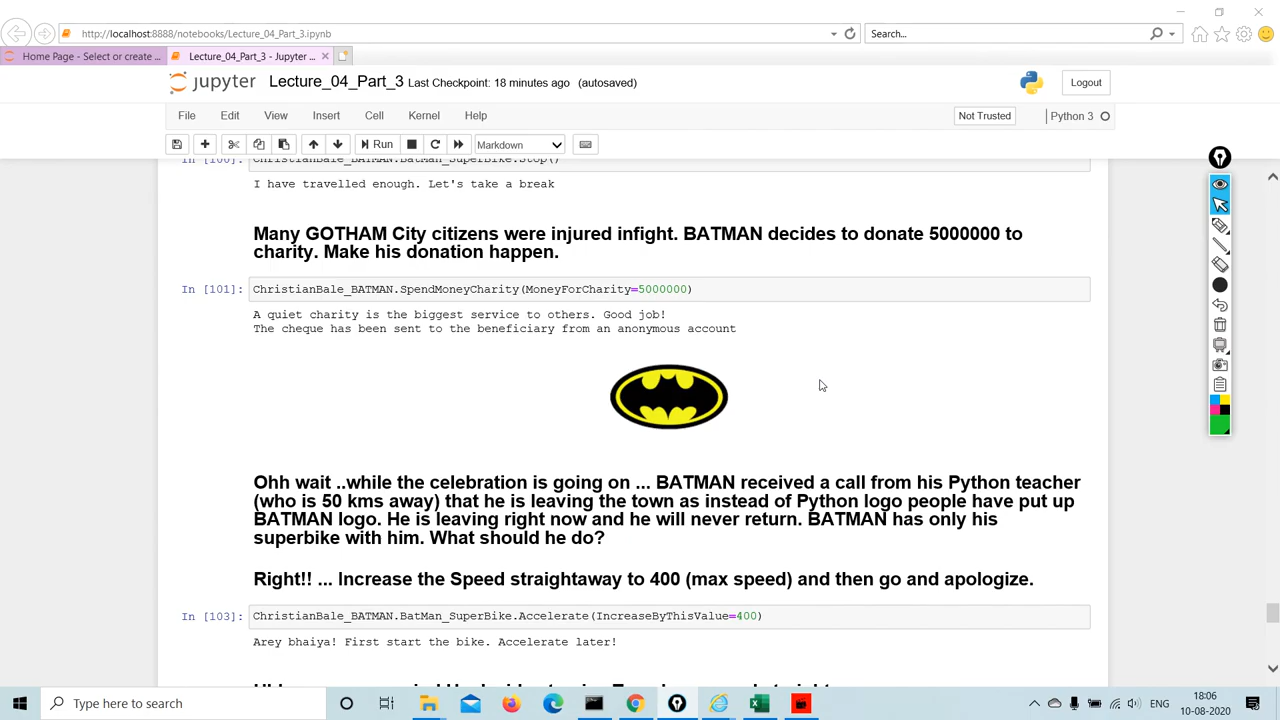 http://localhost:8888/notebooks/Lecture_04_Part_3.ipynb
Search...
Home Page - Select or create ...
Lecture_04_Part_3 - Jupyter ...
jupyter Lecture_04_Part_3 Last Checkpoint: 18 minutes ago (autosaved)
Logout
File Edit View Insert Cell Kernel Help
Not Trusted
Python 3
Run
Markdown
In [100]: ChristianBale_BATMAN.BatMan_SuperBike.Stop()
I have travelled enough. Let's take a break
Many GOTHAM City citizens were injured infight. BATMAN decides to donate 5000000 to
charity. Make his donation happen.
In [101]: ChristianBale_BATMAN.SpendMoneyCharity(MoneyForCharity=5000000)
A quiet charity is the biggest service to others. Good job!
The cheque has been sent to the beneficiary from an anonymous account
Ohh wait ..while the celebration is going on ... BATMAN received a call from his Python teacher
(who is 50 kms away) that he is leaving the town as instead of Python logo people have put up
BATMAN logo. He is leaving right now and he will never return. BATMAN has only his
superbike with him. What should he do?
Right!! ... Increase the Speed straightaway to 400 (max speed) and then go and apologize.
In [103]: ChristianBale_BATMAN.BatMan_SuperBike.Accelerate(IncreaseByThisValue=400)
Arey bhaiya! First start the bike. Accelerate later!
Type here to search
ENG
18:06
10-08-2020